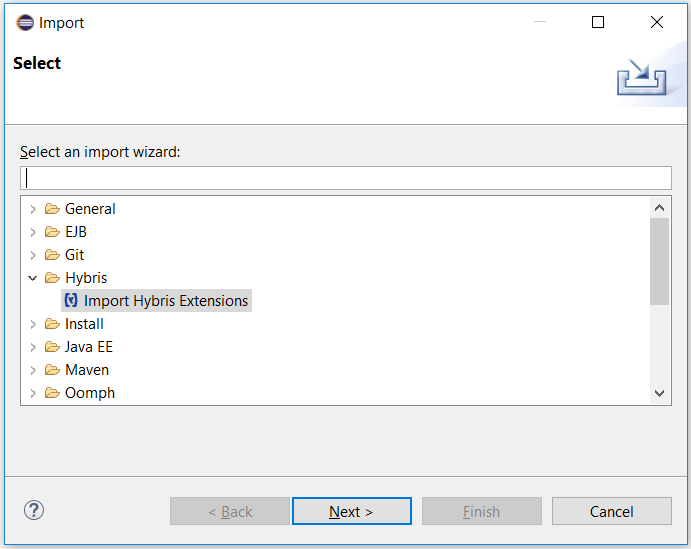 Import
Select
Select an import wizard:
General
EJB
Git
Hybris
Import Hybris Extensions
Install
Java EE
Maven
Oomph
< Back
Next >
Finish
Cancel